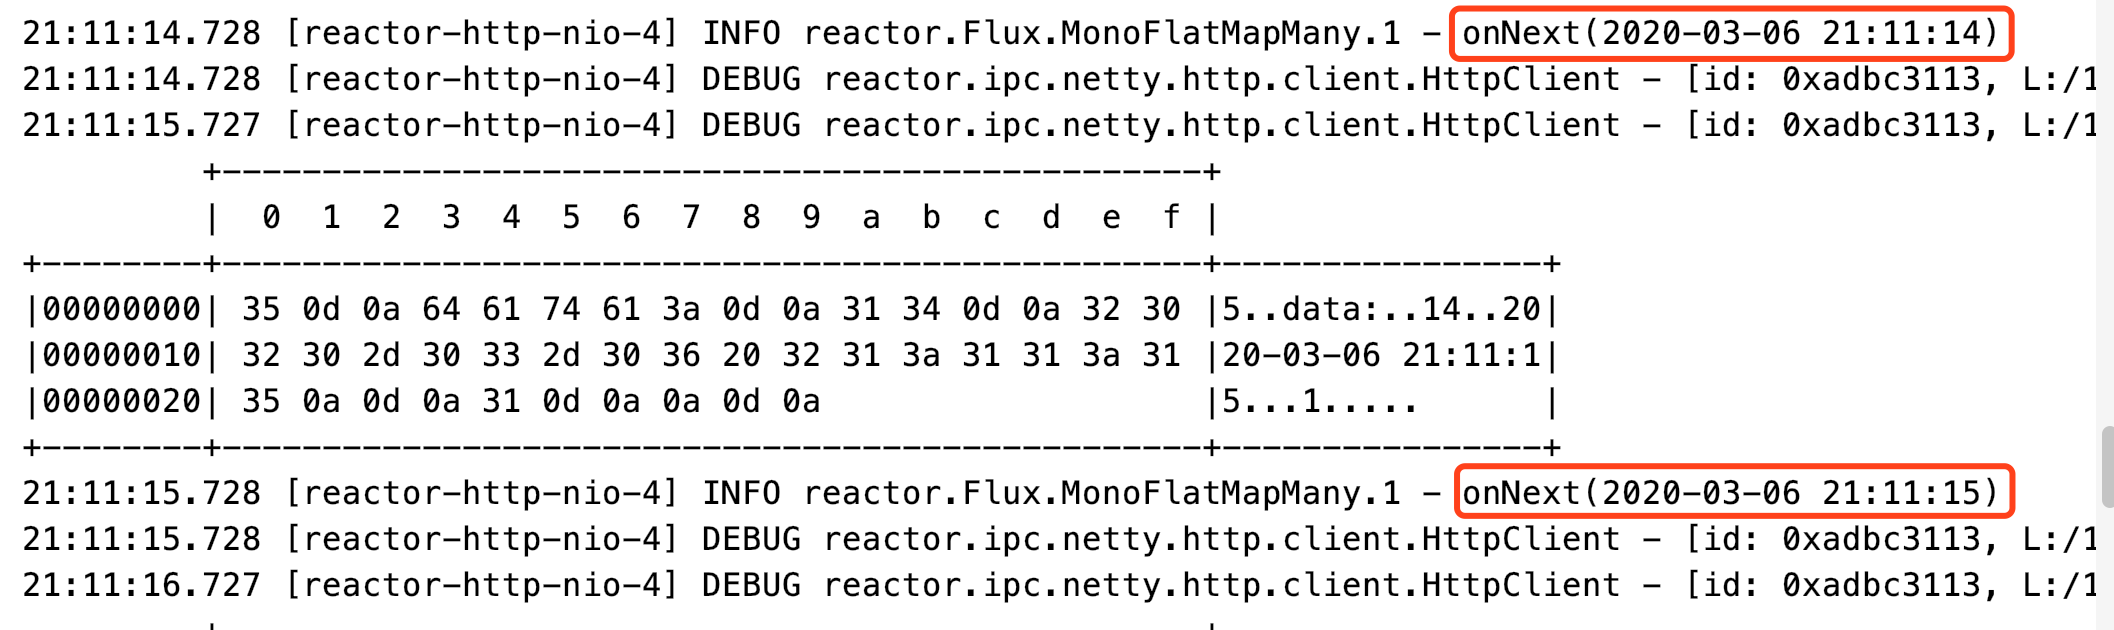 21:11:14.728 [reactor-http-nio-4] INFO reactor.Flux.MonoFlatMapMany.1 - onNext(2020-03-06 21:11:14)
21:11:14.728 [reactor-http-nio-4] DEBUG reactor.ipc.netty.http.client.HttpClient - [id: 0xadbc3113, L:/1
21:11:15.727 [reactor-http-nio-4] DEBUG reactor.ipc.netty.http.client.HttpClient - [id: 0xadbc3113, L:/1
         +-------------------------------------------------+
         |  0  1  2  3  4  5  6  7  8  9  a  b  c  d  e  f |
+--------+-------------------------------------------------+----------------+
|00000000| 35 0d 0a 64 61 74 61 3a 0d 0a 31 34 0d 0a 32 30 |5..data:..14..20|
|00000010| 32 30 2d 30 33 2d 30 36 20 32 31 3a 31 31 3a 31 |20-03-06 21:11:1|
|00000020| 35 0a 0d 0a 31 0d 0a 0a 0d 0a                   |5...1.....      |
+--------+-------------------------------------------------+----------------+
21:11:15.728 [reactor-http-nio-4] INFO reactor.Flux.MonoFlatMapMany.1 - onNext(2020-03-06 21:11:15)
21:11:15.728 [reactor-http-nio-4] DEBUG reactor.ipc.netty.http.client.HttpClient - [id: 0xadbc3113, L:/1
21:11:16.727 [reactor-http-nio-4] DEBUG reactor.ipc.netty.http.client.HttpClient - [id: 0xadbc3113, L:/1